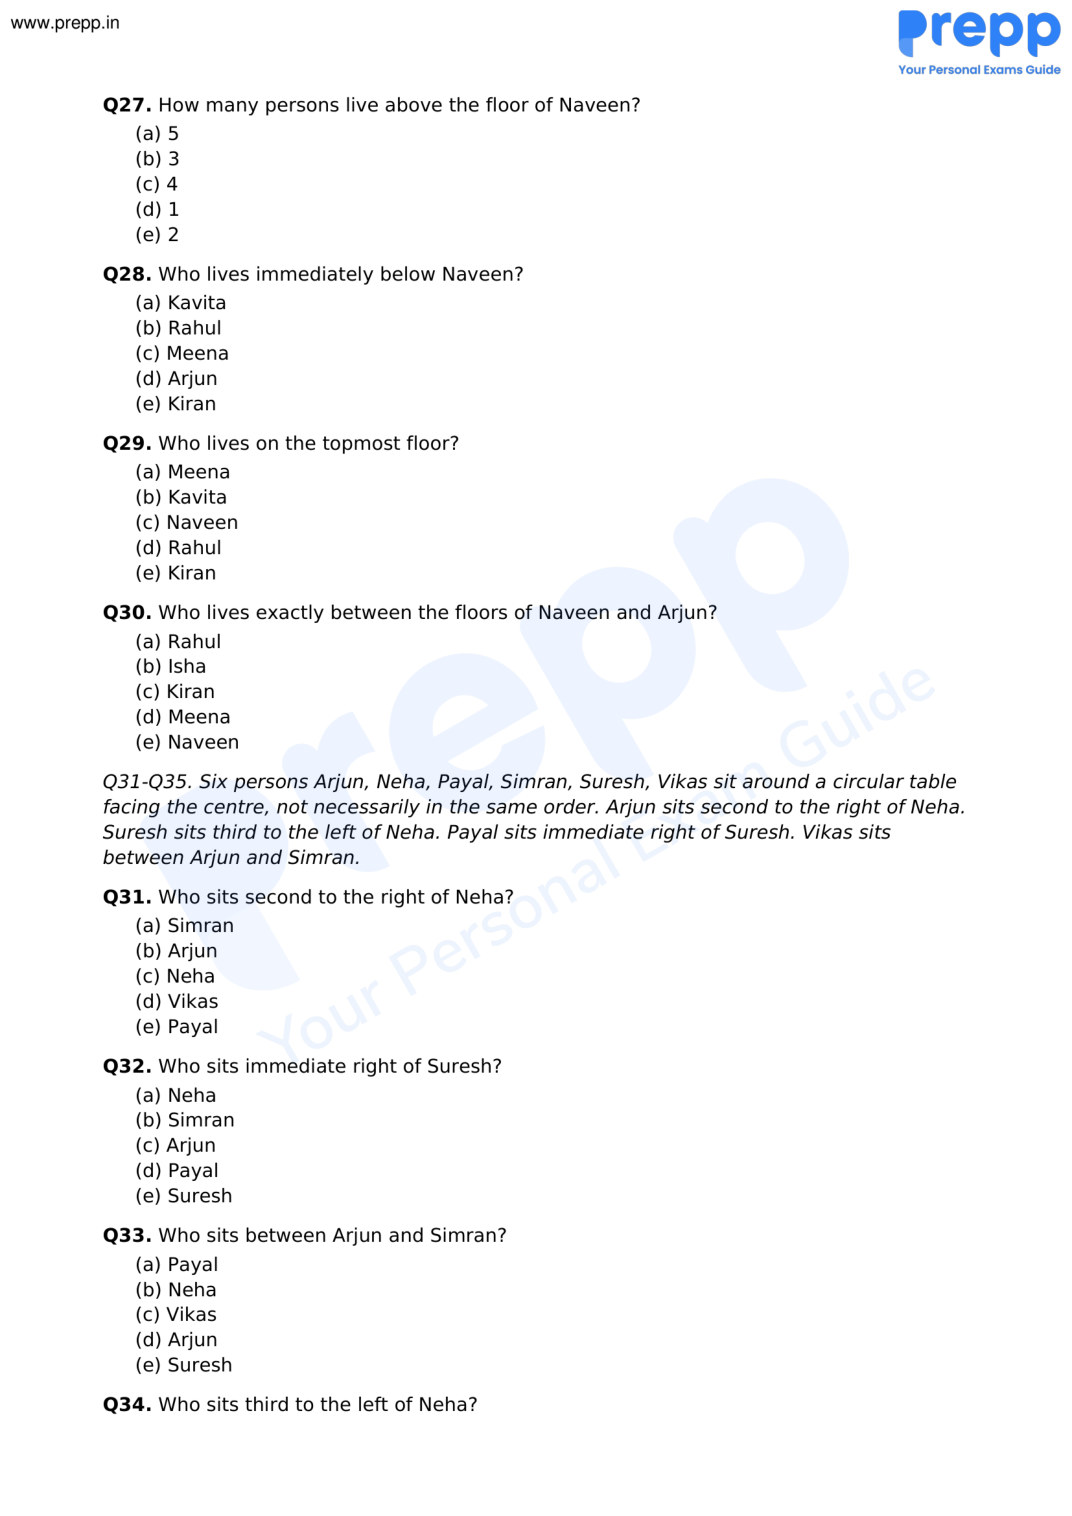 www.prepp.in
prepp
Your Personal Exams Guide
Q27. How many persons live above the floor of Naveen?
(a) 5
(b) 3
(c) 4
(d) 1
(e) 2
Q28. Who lives immediately below Naveen?
(a) Kavita
(b) Rahul
(c) Meena
(d) Arjun
(e) Kiran
Q29. Who lives on the topmost floor?
(a) Meena
(b) Kavita
(c) Naveen
(d) Rahul
(e) Kiran
Q30. Who lives exactly between the floors of Naveen and Arjun?
(a) Rahul
(b) Isha
(c) Kiran
(d) Meena
(e) Naveen
Q31-Q35. Six persons Arjun, Neha, Payal, Simran, Suresh, Vikas sit around a circular table
facing the centre, not necessarily in the same order. Arjun sits second to the right of Neha.
Suresh sits third to the left of Neha. Payal sits immediate right of Suresh. Vikas sits
between Arjun and Simran.
Q31. Who sits second to the right of Neha?
(a) Simran
(b) Arjun
(c) Neha
(d) Vikas
(e) Payal
Q32. Who sits immediate right of Suresh?
(a) Neha
(b) Simran
(c) Arjun
(d) Payal
(e) Suresh
Q33. Who sits between Arjun and Simran?
(a) Payal
(b) Neha
(c) Vikas
(d) Arjun
(e) Suresh
Q34. Who sits third to the left of Neha?
prepp
Your Personal Exam Guide